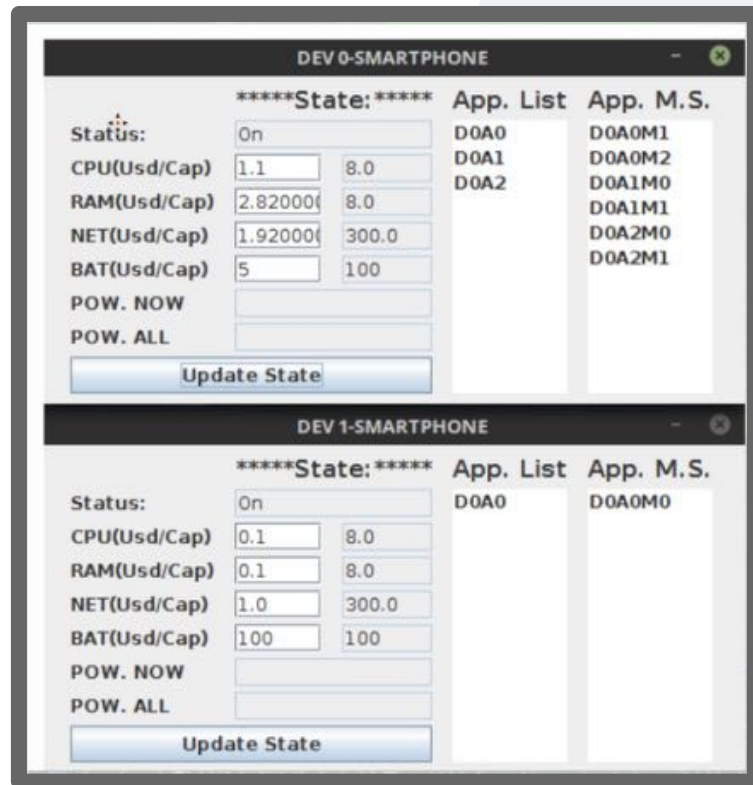 DEV 0-SMARTPHONE
*****State:***** App. List App. M.S.
Status: On D0A0 D0A0M1
CPU(Usd/Cap) 1.1 8.0 D0A1 D0A0M2
RAM(Usd/Cap) 2.820000 8.0 D0A2 D0A1M0
D0A1M1
NET(Usd/Cap) 1.920000 300.0 D0A2M0
D0A2M1
BAT(Usd/Cap) 5 100
POW. NOW
POW. ALL
Update State
DEV 1-SMARTPHONE
*****State:***** App. List App. M.S.
Status: On D0A0 D0A0M0
CPU(Usd/Cap) 0.1 8.0
RAM(Usd/Cap) 0.1 8.0
NET(Usd/Cap) 1.0 300.0
BAT(Usd/Cap) 100 100
POW. NOW
POW. ALL
Update State